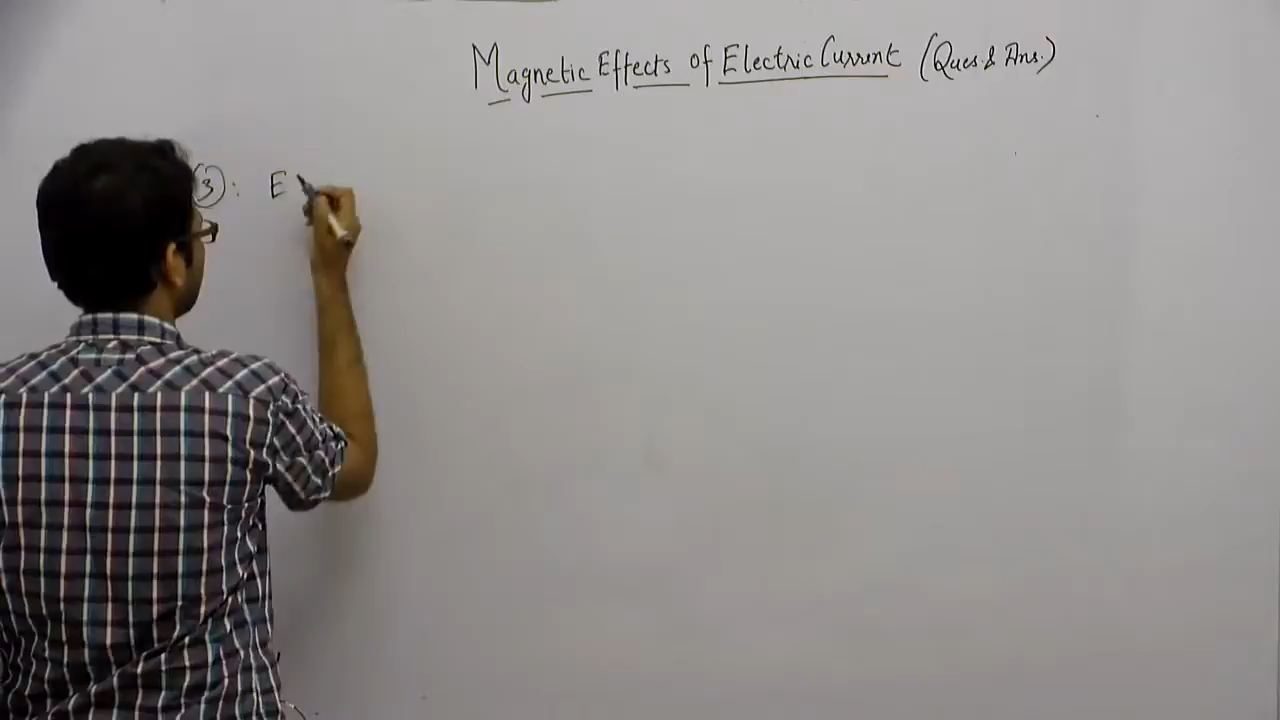 Magnetic Effects of Electric Current (Ques & Ans.)
(3): E